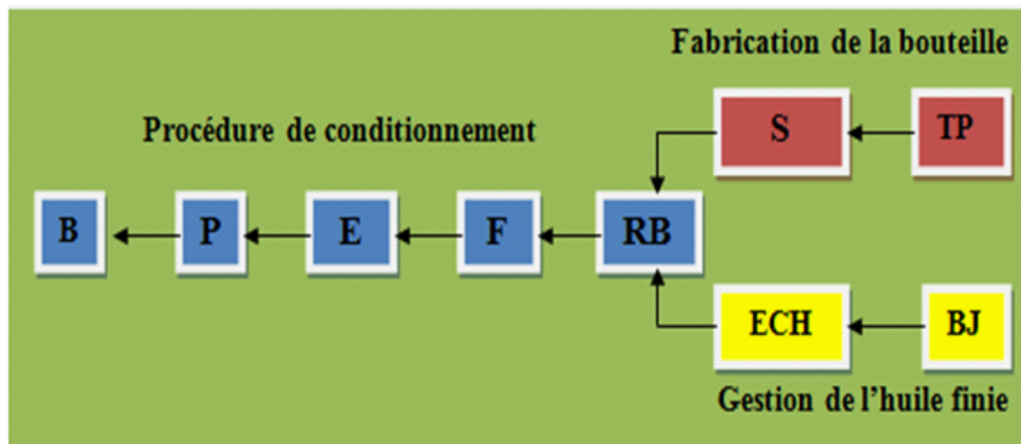 Fabrication de la bouteille
S
TP
Procédure de conditionnement
B
P
E
F
RB
ECH
BJ
Gestion de l'huile finie